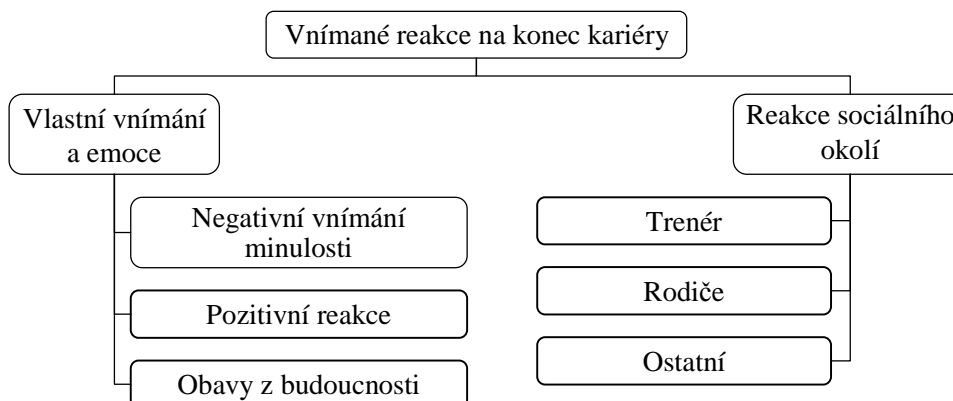 Vnímané reakce na konec kariéry
Vlastní vnímání
a emoce
Negativní vnímání
minulosti
Pozitivní reakce
Obavy z budoucnosti
Reakce sociálního
okolí
Trenér
Rodiče
Ostatní